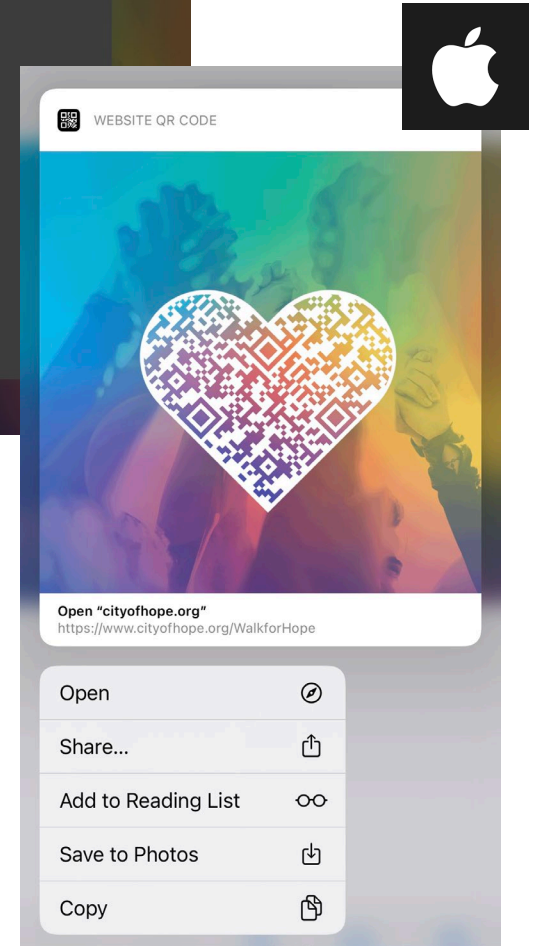 WEBSITE QR CODE
Open “cityofhope.org”
https://www.cityofhope.org/WalkforHope
Open
Share...
Add to Reading List
Save to Photos
Copy